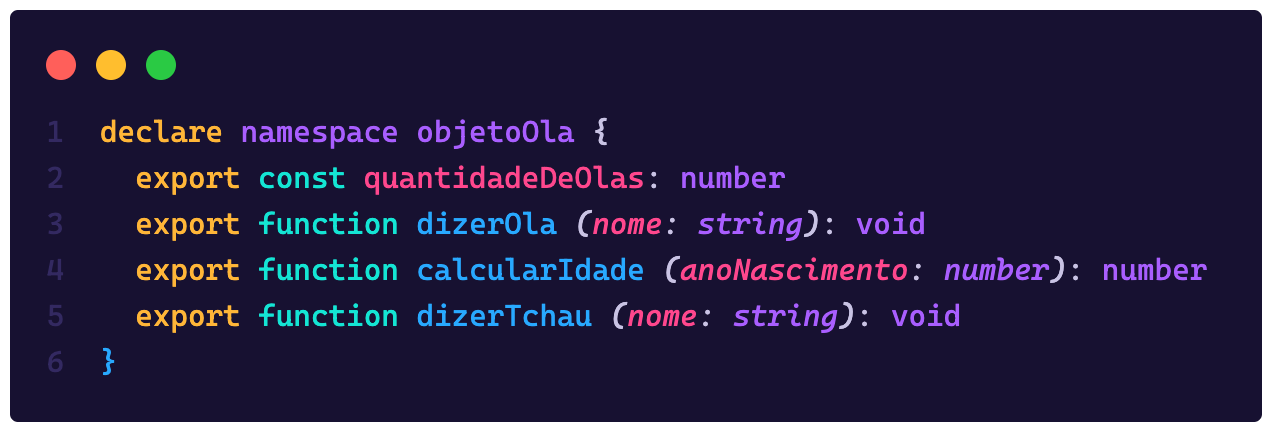 1 declare namespace objetoOla {
2   export const quantidadeDeOlas: number
3   export function dizerOla (nome: string): void
4   export function calcularIdade (anoNascimento: number): number
5   export function dizerTchau (nome: string): void
6 }